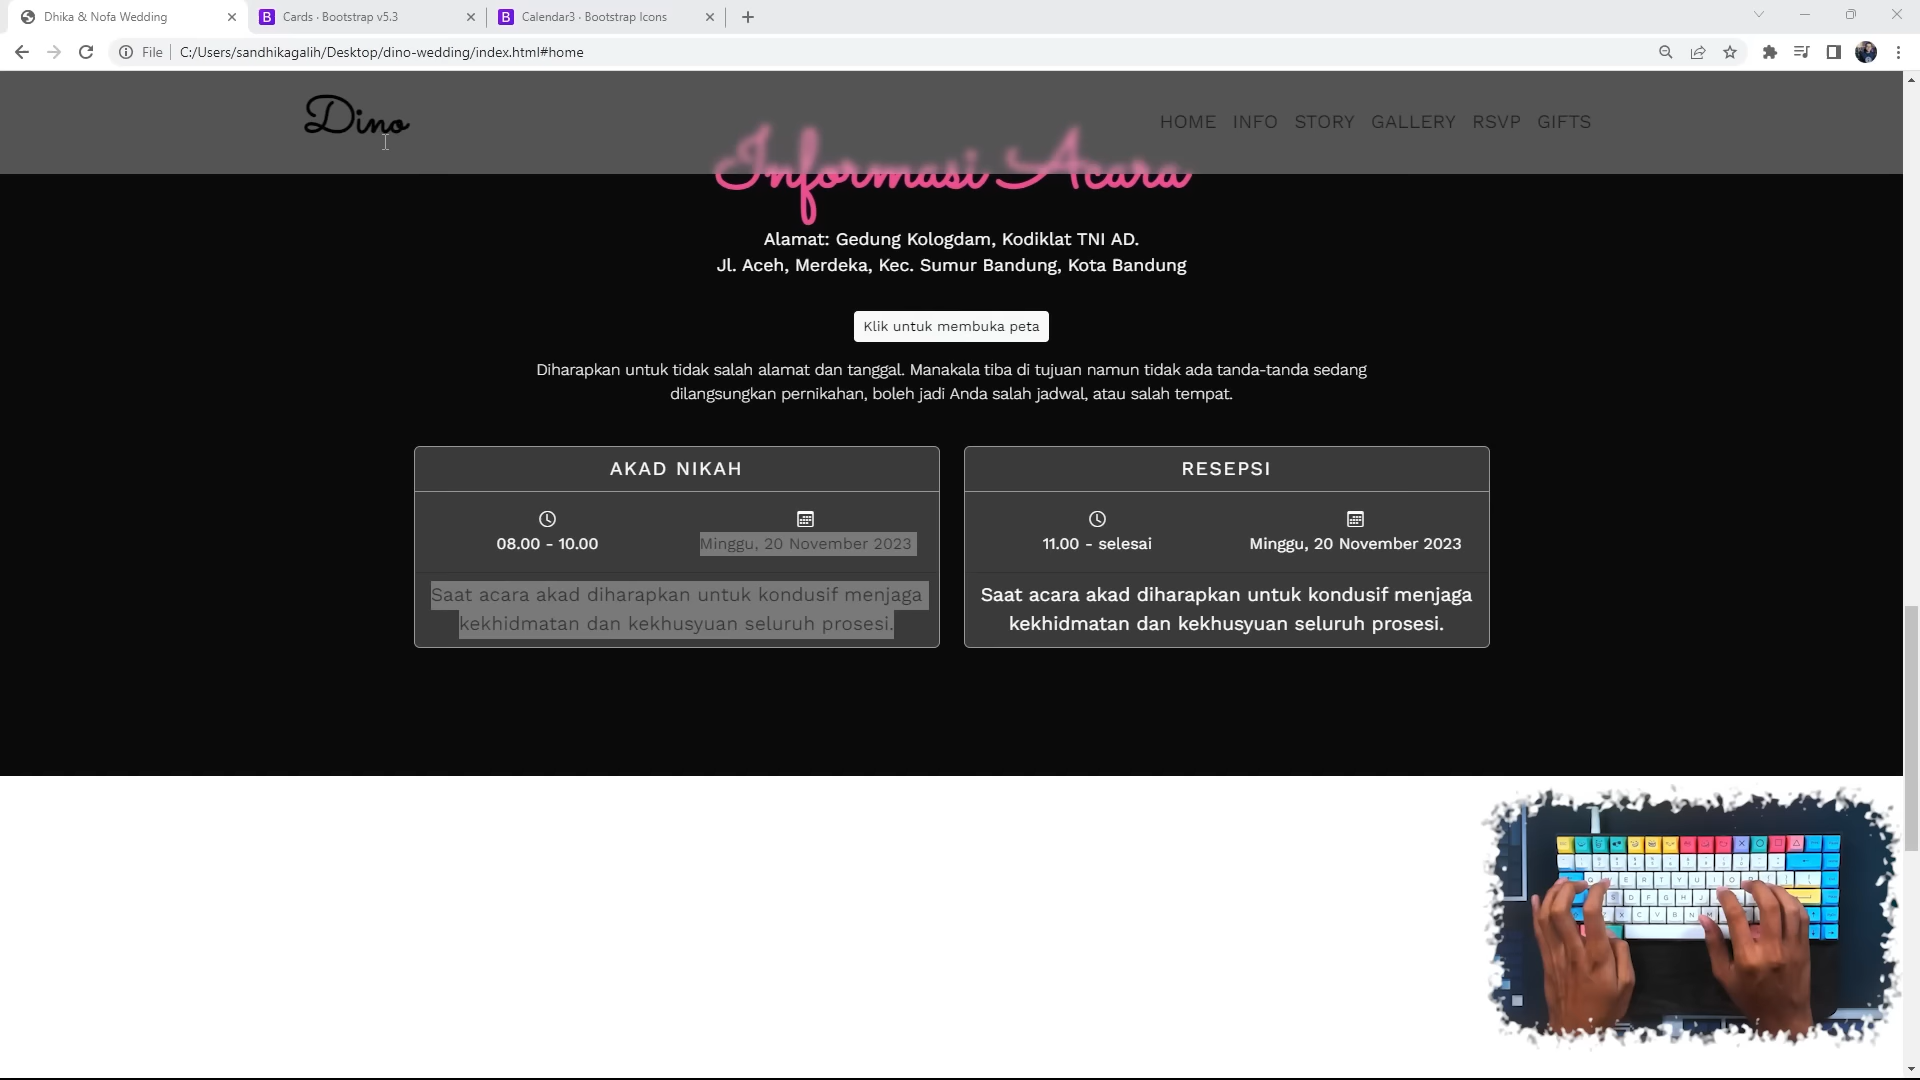 Dhika & Nofa Wedding
Cards · Bootstrap v5.3
Calendar3 · Bootstrap Icons
File
C:/Users/sandhikagalih/Desktop/dino-wedding/index.html#home
Dino
HOME INFO STORY GALLERY RSVP GIFTS
Informasi Acara
Alamat: Gedung Kologdam, Kodiklat TNI AD.
Jl. Aceh, Merdeka, Kec. Sumur Bandung, Kota Bandung
Klik untuk membuka peta
Diharapkan untuk tidak salah alamat dan tanggal. Manakala tiba di tujuan namun tidak ada tanda-tanda sedang
dilangsungkan pernikahan, boleh jadi Anda salah jadwal, atau salah tempat.
AKAD NIKAH
08.00 - 10.00
Minggu, 20 November 2023
Saat acara akad diharapkan untuk kondusif menjaga
kekhidmatan dan kekhusyuan seluruh prosesi.
RESEPSI
11.00 - selesai
Minggu, 20 November 2023
Saat acara akad diharapkan untuk kondusif menjaga
kekhidmatan dan kekhusyuan seluruh prosesi.